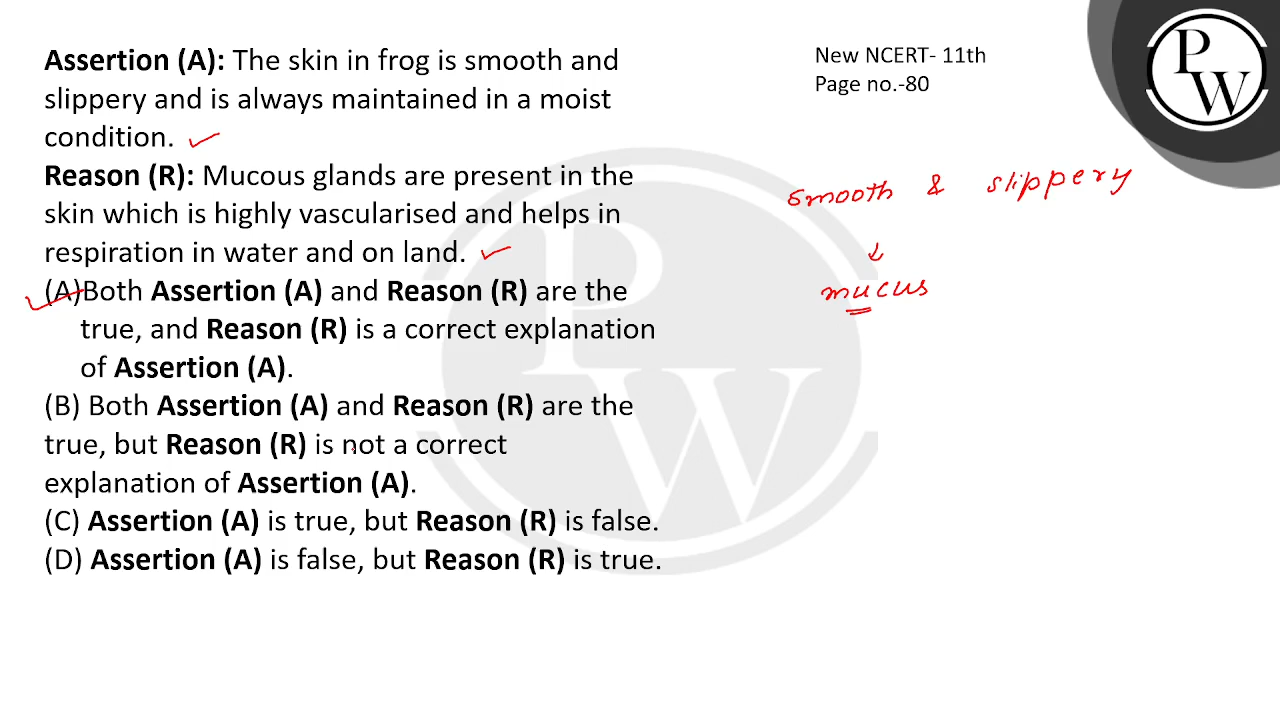 Assertion (A): The skin in frog is smooth and
slippery and is always maintained in a moist
condition.
Reason (R): Mucous glands are present in the
skin which is highly vascularised and helps in
respiration in water and on land.
(A)Both Assertion (A) and Reason (R) are the
true, and Reason (R) is a correct explanation
of Assertion (A).
(B) Both Assertion (A) and Reason (R) are the
true, but Reason (R) is not a correct
explanation of Assertion (A).
(C) Assertion (A) is true, but Reason (R) is false.
(D) Assertion (A) is false, but Reason (R) is true.
New NCERT- 11th
Page no.-80
smooth & slippery
mucus
PW
PW